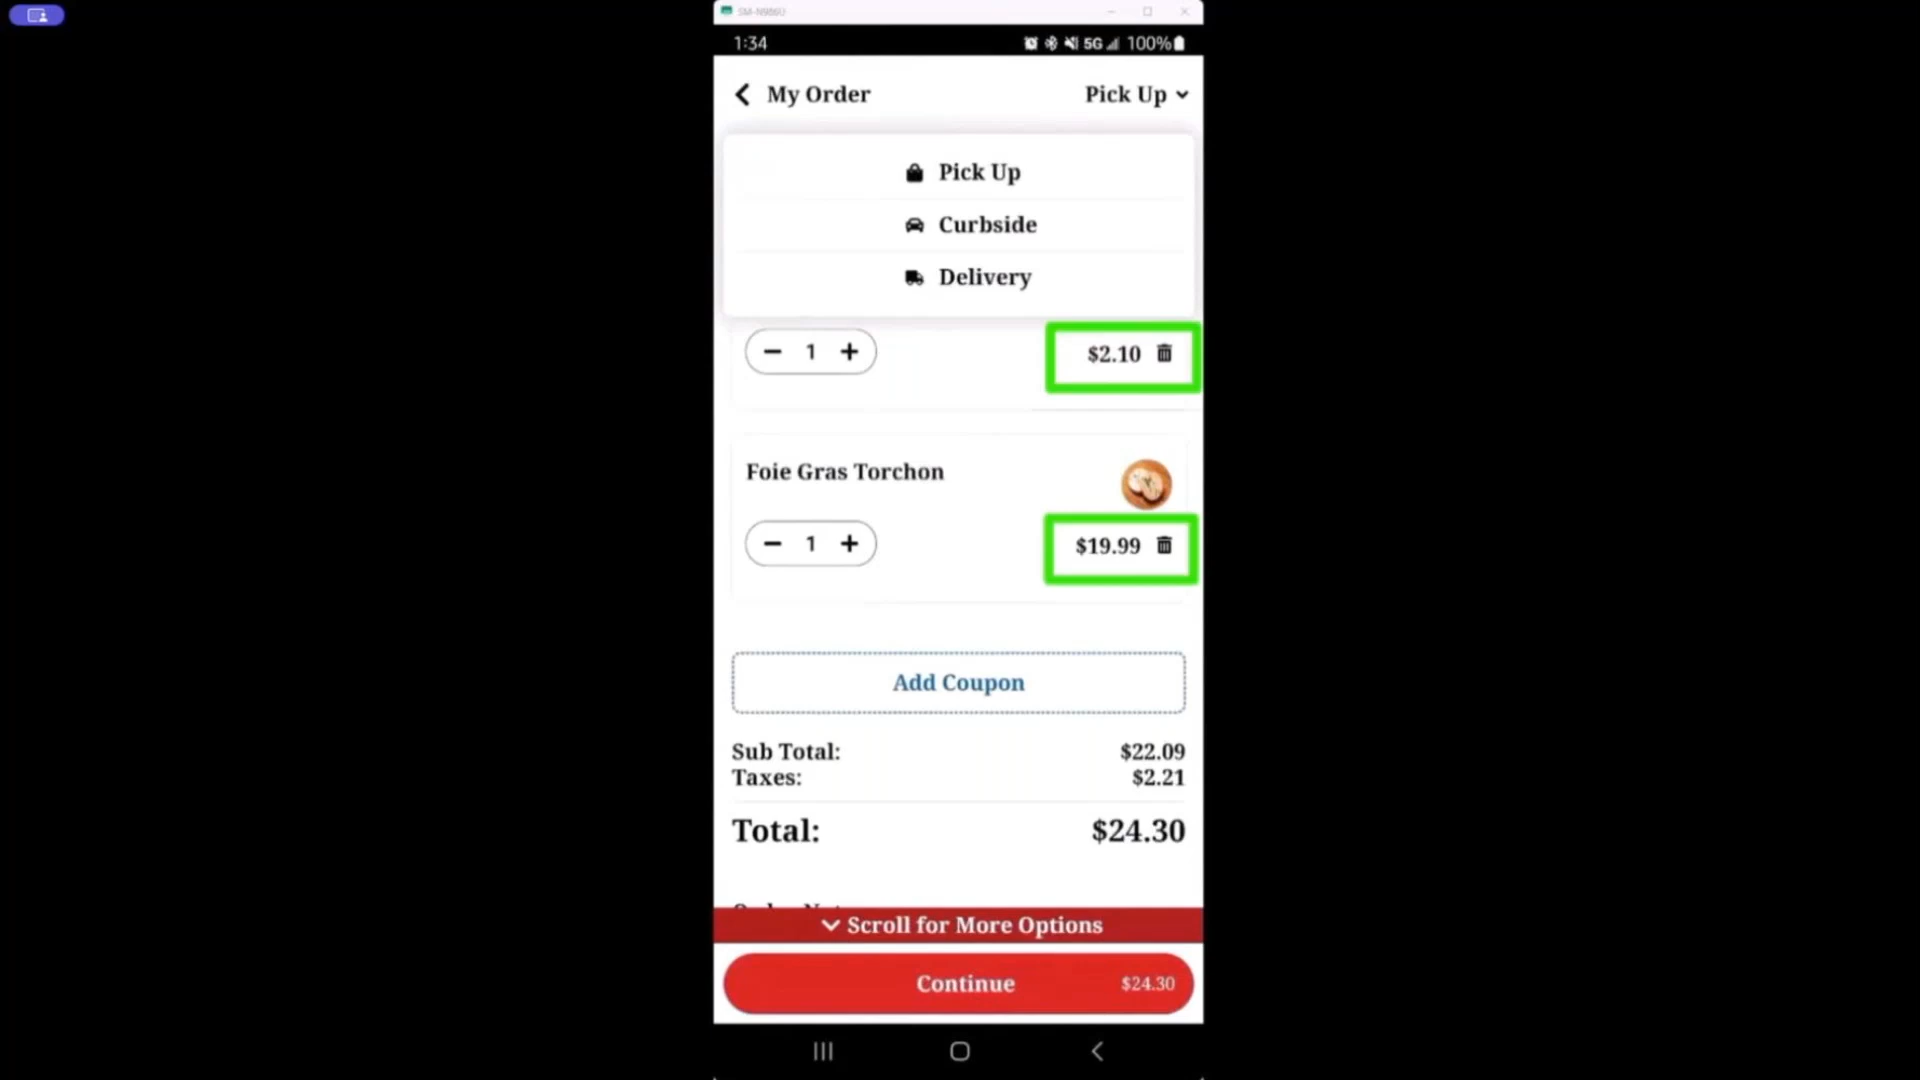 SM-N986U
1:34 5G 100%
My Order Pick Up
Pick Up
Curbside
Delivery
1 $2.10
Foie Gras Torchon
1 $19.99
Add Coupon
Sub Total: $22.09
Taxes: $2.21
Total: $24.30
Scroll for More Options
Continue $24.30